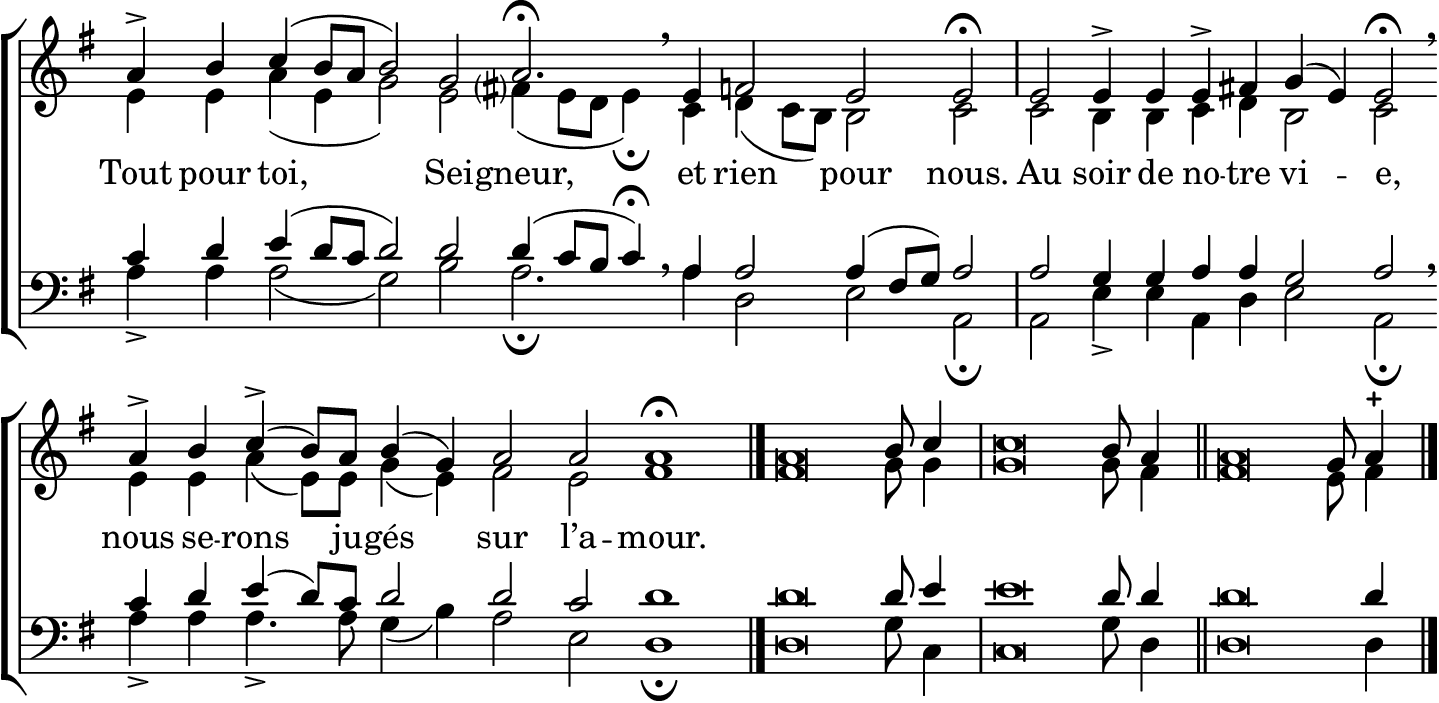 Tout pour toi, Seigneur, et rien pour nous. Au soir de no -- tre vi -- e,
nous se -- rons jugés sur l’a -- mour.